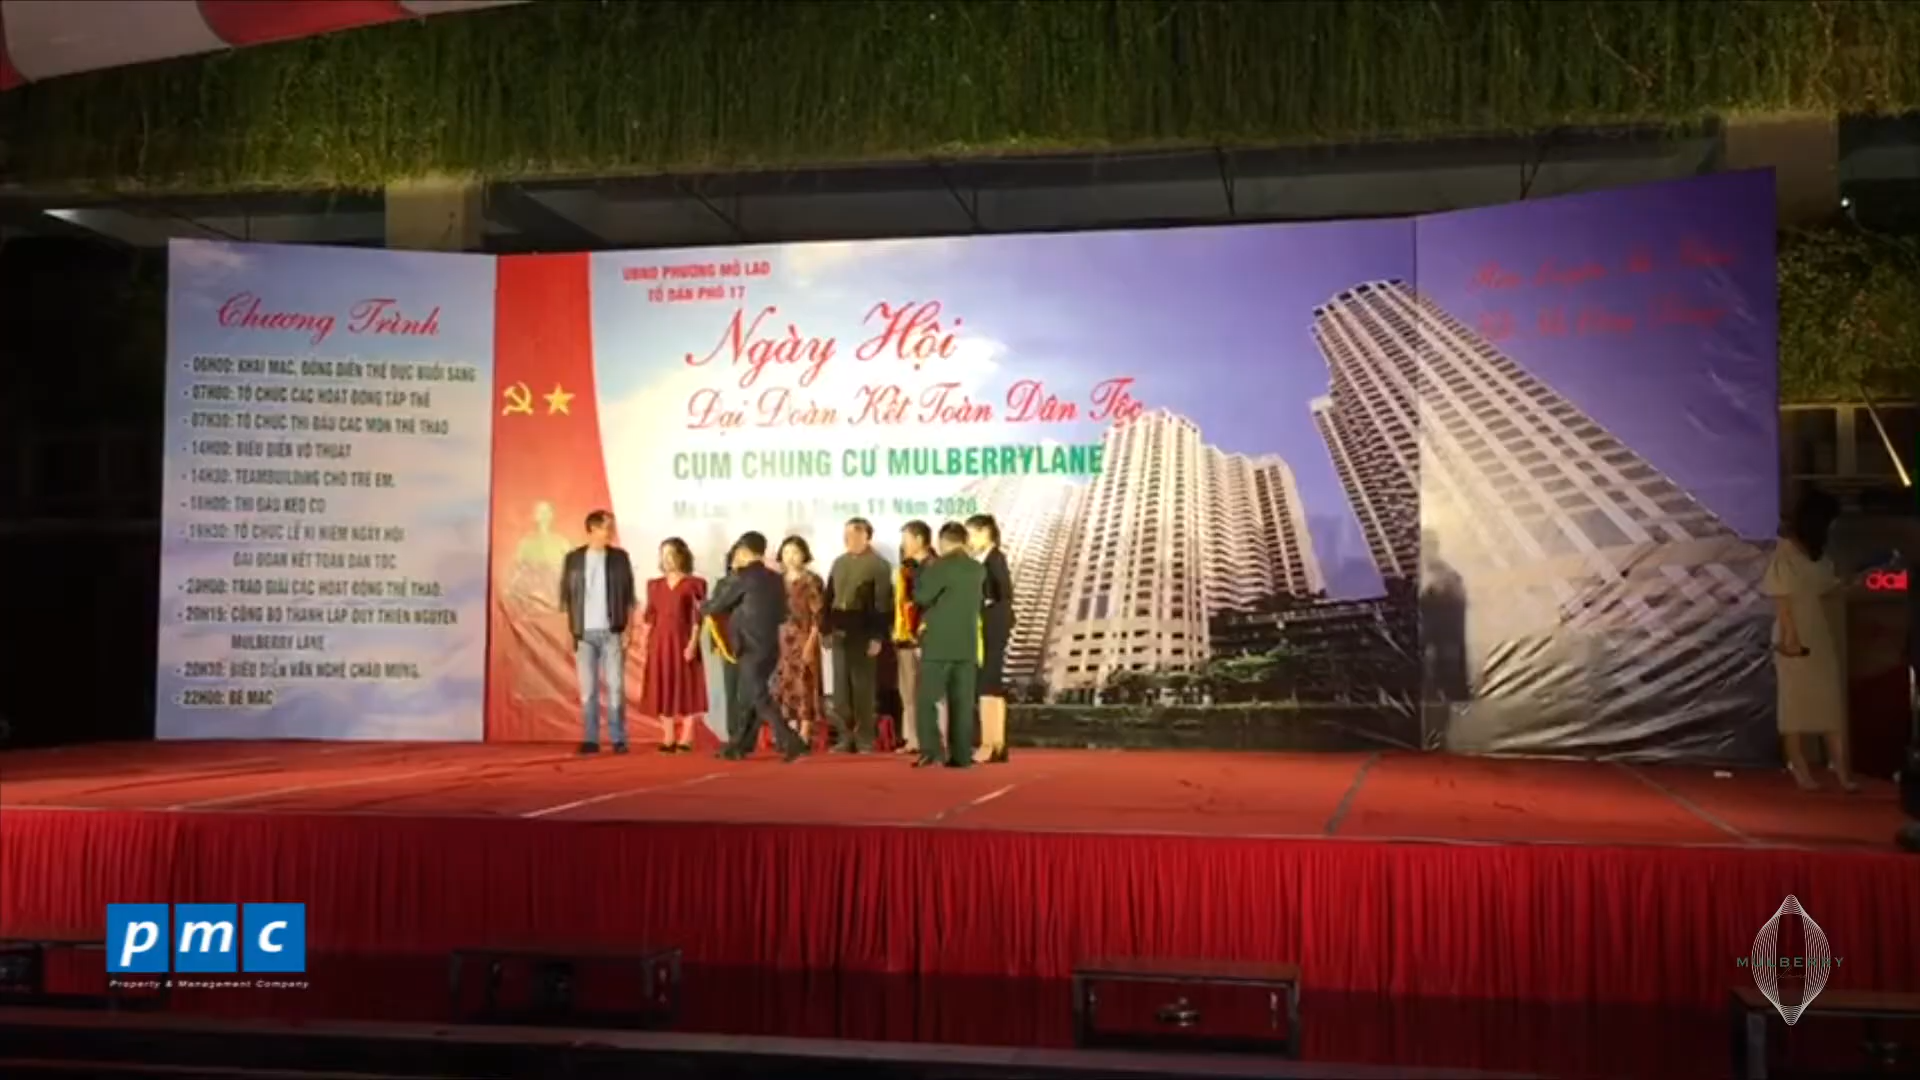 Chương Trình
- 06H00: KHAI MẠC, ĐỒNG DIỄN THỂ DỤC BUỔI SÁNG
- 07H00: TỔ CHỨC CÁC HOẠT ĐỘNG TẬP THỂ
- 07H30: TỔ CHỨC THI ĐẤU CÁC MÔN THỂ THAO
- 14H00: BIỂU DIỄN VÕ THUẬT
- 14H30: TEAMBUILDING CHO TRẺ EM.
- 16H00: THI ĐẤU KÉO CO
- 19H30: TỔ CHỨC LỄ KỈ NIỆM NGÀY HỘI
ĐẠI ĐOÀN KẾT TOÀN DÂN TỘC
- 20H00: TRAO GIẢI CÁC HOẠT ĐỘNG THỂ THAO.
- 20H15: CÔNG BỐ THÀNH LẬP QUỸ THIỆN NGUYỆN
MULBERRY LANE
- 20H30: BIỂU DIỄN VĂN NGHỆ CHÀO MỪNG.
- 22H00: BẾ MẠC
UBND PHƯỜNG MỘ LAO
TỔ DÂN PHỐ 17
Ngày Hội
Đại Đoàn Kết Toàn Dân Tộc
CỤM CHUNG CƯ MULBERRYLANE
11 Năm 2020
dai
pmc
Property & Management Company
MULBERRY